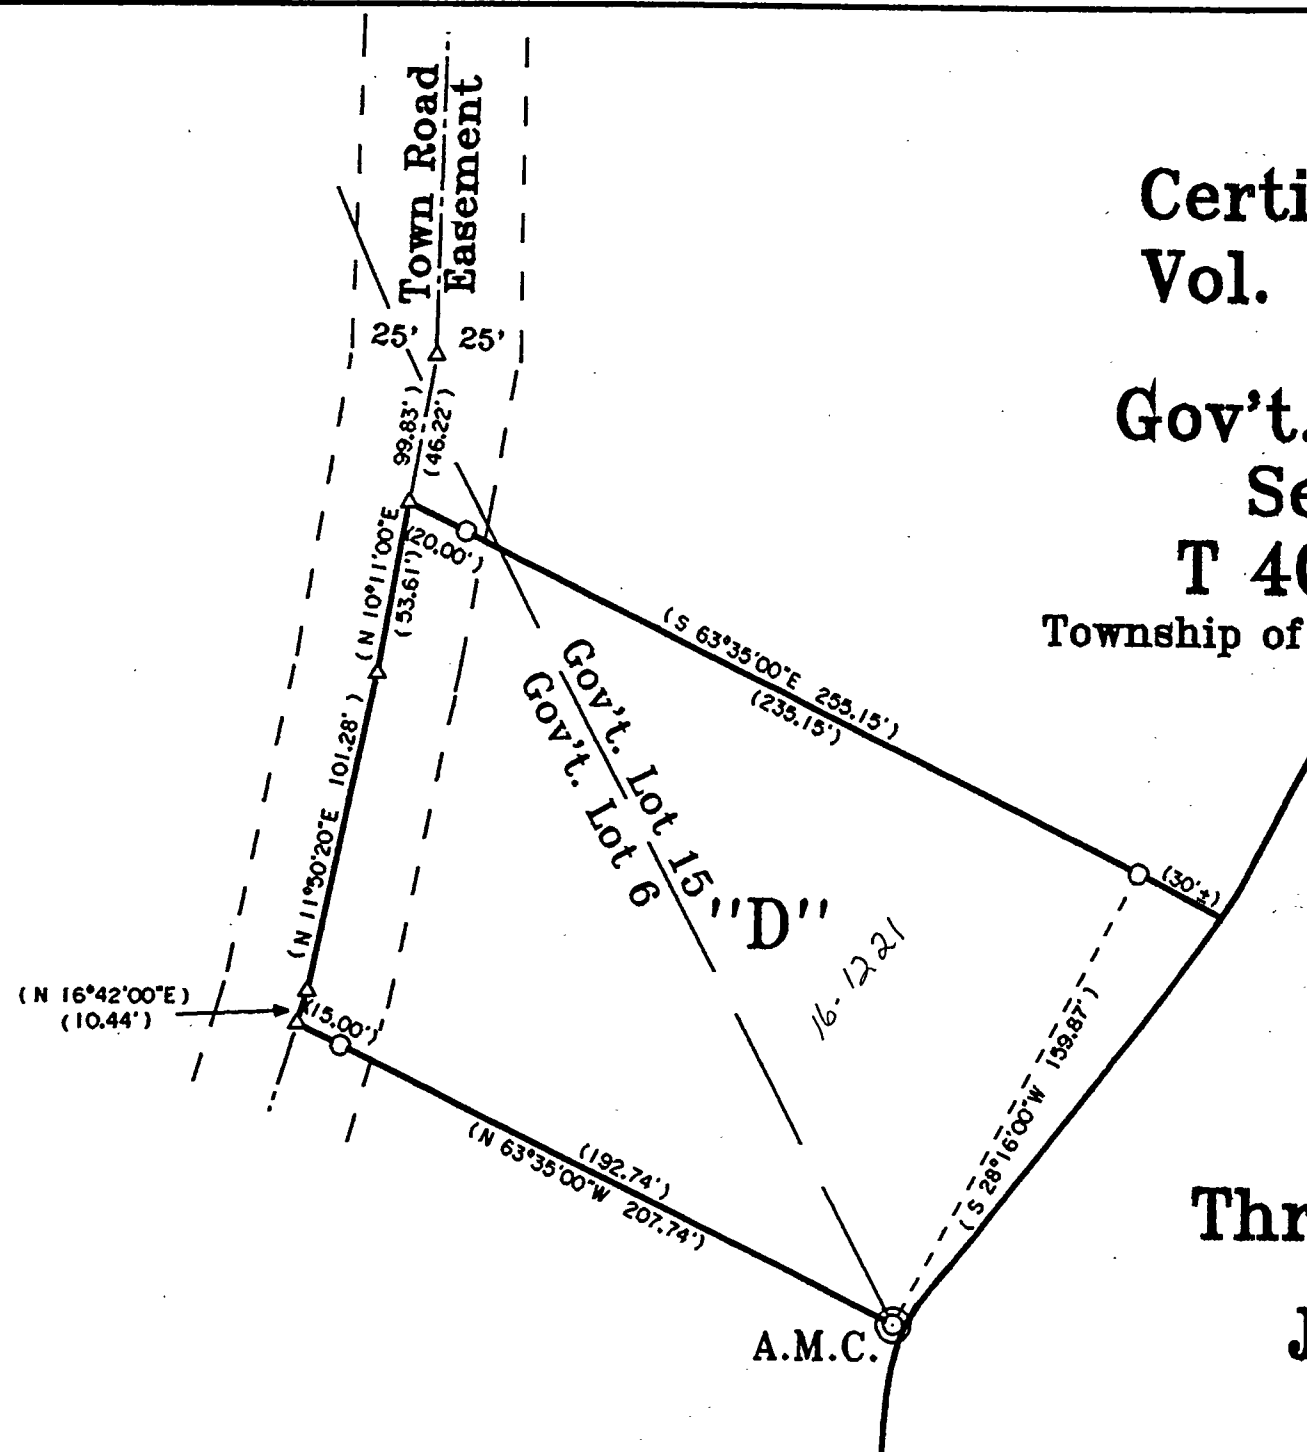 Town Road
Easement
25' 25'
99.83')
(46.22')
(N 10°11'00"E
(53.61')
(20.00')
(N 11°50'20"E 101.28')
(N 16°42'00"E)
(10.44')
(15.00')
(S 63°35'00"E 255.15')
(235.15')
(30'±)
Gov't. Lot 15
Gov't. Lot 6
"D"
16-1221
(S 28°16'00"W 159.87')
(192.74')
(N 63°35'00"W 207.74')
A.M.C.
Certi
Vol.
Gov't.
Se
T 40
Township of
Thr
J